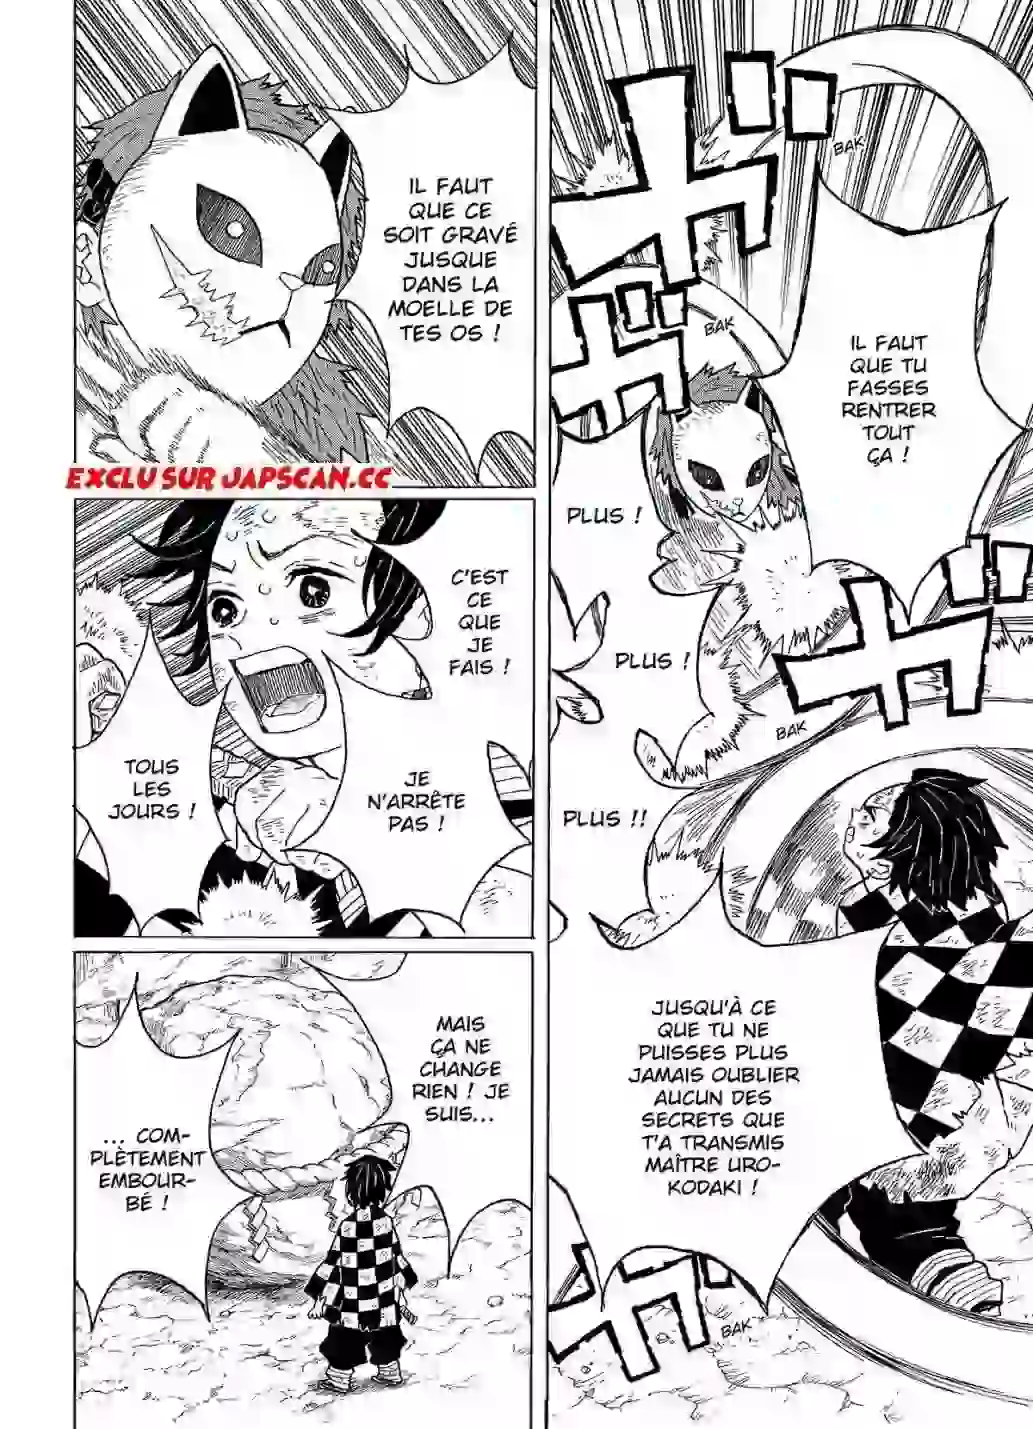 BAK
IL FAUT
QUE TU
FASSES
RENTRER
TOUT
ÇA !
BAK
PLUS !
PLUS !
BAK
PLUS !!
JUSQU'À CE
QUE TU NE
PUISSES PLUS
JAMAIS OUBLIER
AUCUN DES
SECRETS QUE
T'A TRANSMIS
MAÎTRE URO-
KODAKI !
BAK
IL FAUT
QUE CE
SOIT GRAVÉ
JUSQUE
DANS LA
MOELLE DE
TES OS !
EXCLU SUR JAPSCAN.CC
C'EST
CE
QUE
JE
FAIS !
TOUS
LES
JOURS !
JE
N'ARRÊTE
PAS !
MAIS
ÇA NE
CHANGE
RIEN ! JE
SUIS...
... COM-
PLÈTEMENT
EMBOUR-
BÉ !